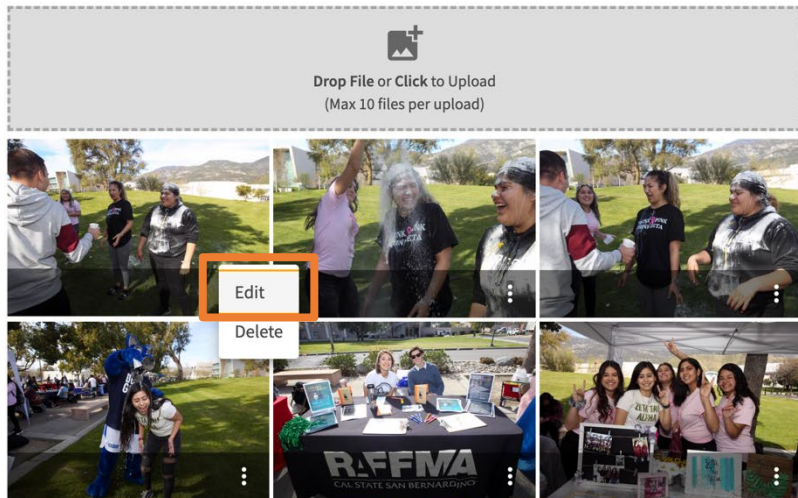 Drop File or Click to Upload
(Max 10 files per upload)
Edit
Delete
RAFFMA
CAL STATE SAN BERNARDINO